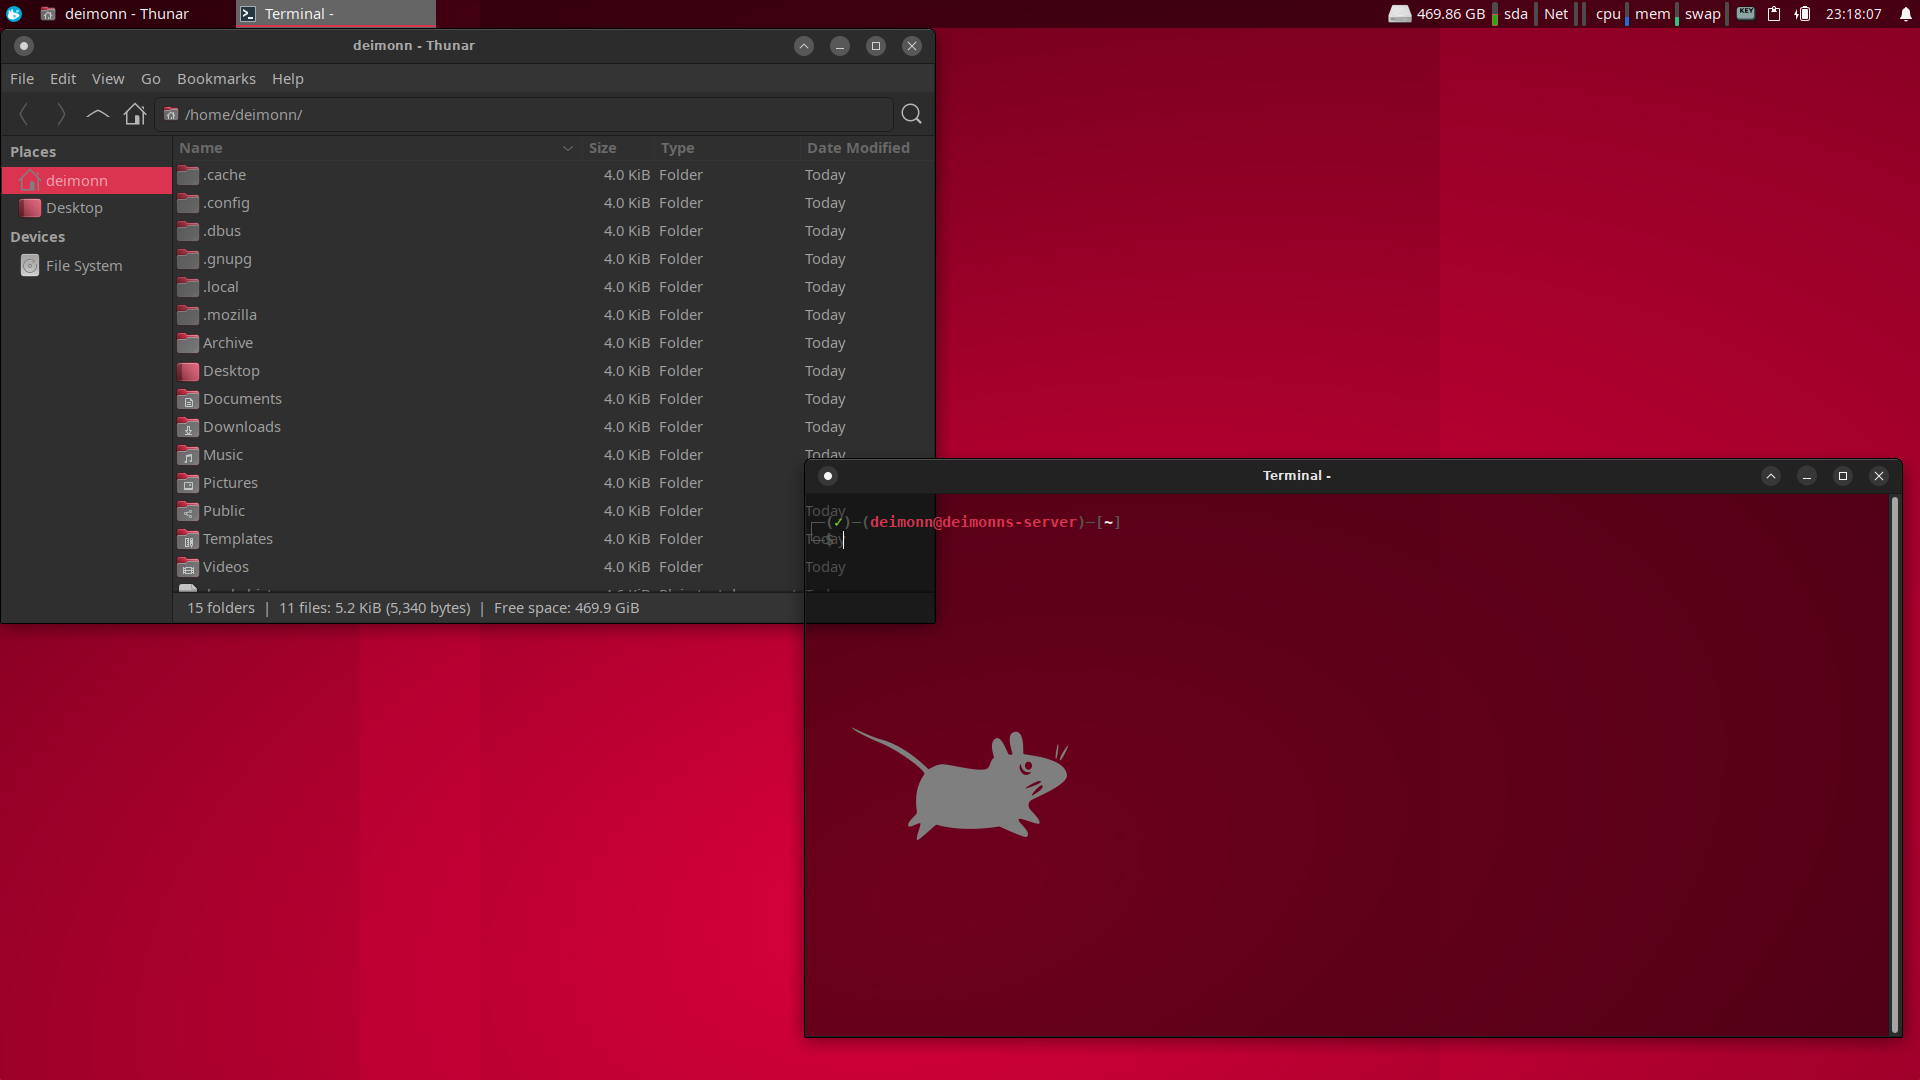 deimonn - Thunar
Terminal -
469.86 GB sda Net cpu mem swap KEY 23:18:07
deimonn - Thunar
File Edit View Go Bookmarks Help
/home/deimonn/
Places
deimonn
Desktop
Devices
File System
Name Size Type Date Modified
.cache 4.0 KiB Folder Today
.config 4.0 KiB Folder Today
.dbus 4.0 KiB Folder Today
.gnupg 4.0 KiB Folder Today
.local 4.0 KiB Folder Today
.mozilla 4.0 KiB Folder Today
Archive 4.0 KiB Folder Today
Desktop 4.0 KiB Folder Today
Documents 4.0 KiB Folder Today
Downloads 4.0 KiB Folder Today
Music 4.0 KiB Folder Today
Pictures 4.0 KiB Folder
Public 4.0 KiB Folder Today
Templates 4.0 KiB Folder Today
Videos 4.0 KiB Folder Today
15 folders | 11 files: 5.2 KiB (5,340 bytes) | Free space: 469.9 GiB
Terminal -
┌─(✓)─(deimonn@deimonns-server)─[~]
└─$